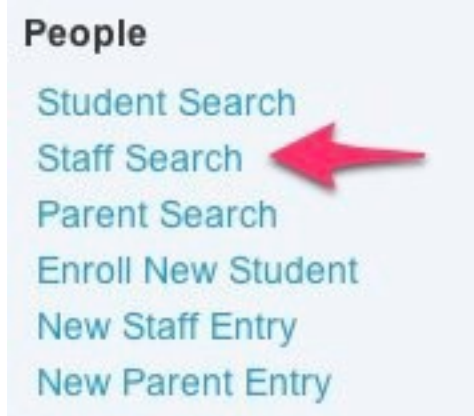 People
Student Search
Staff Search
Parent Search
Enroll New Student
New Staff Entry
New Parent Entry